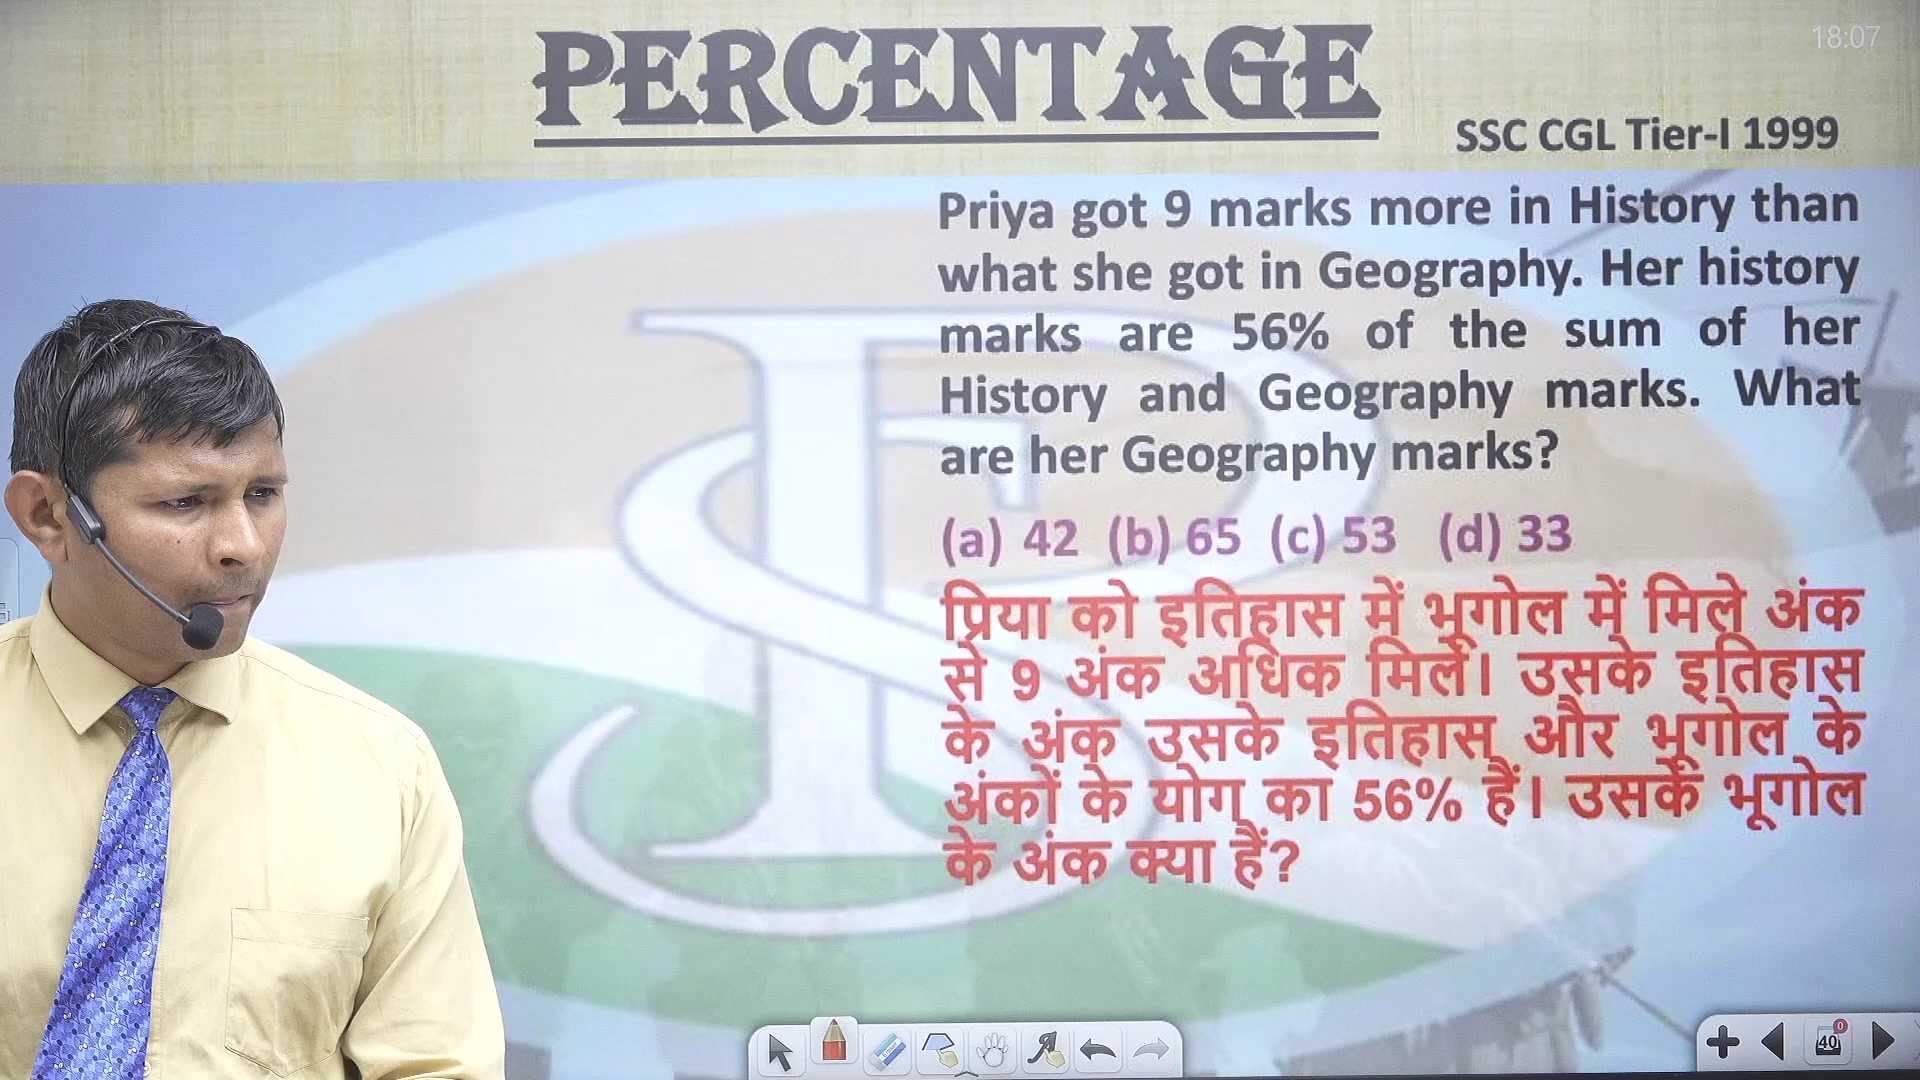 18:07
PERCENTAGE
SSC CGL Tier-I 1999
Priya got 9 marks more in History than
what she got in Geography. Her history
marks are 56% of the sum of her
History and Geography marks. What
are her Geography marks?
(a) 42 (b) 65 (c) 53 (d) 33
प्रिया को इतिहास में भूगोल में मिले अंक
से 9 अंक अधिक मिले। उसके इतिहास
के अंक उसके इतिहास और भूगोल के
अंकों के योग का 56% हैं। उसके भूगोल
के अंक क्या हैं?
40
0